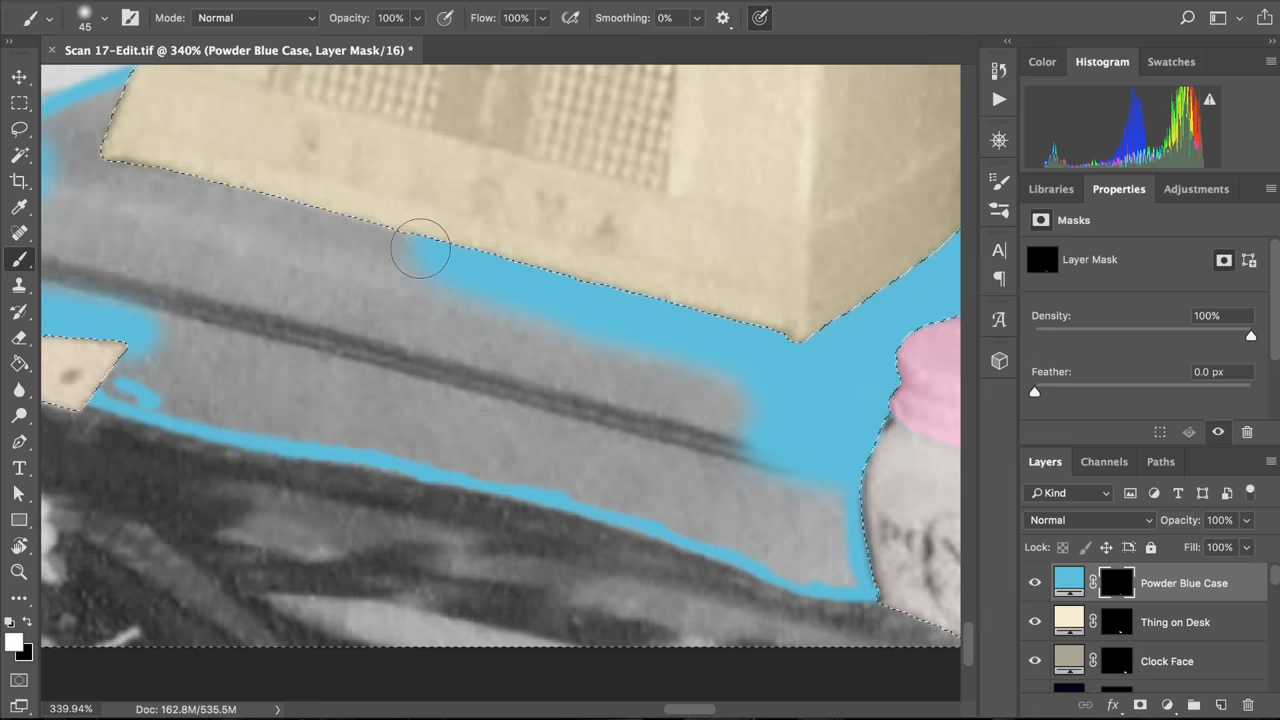 45
Mode: Normal
Opacity: 100%
Flow: 100%
Smoothing: 0%
Scan 17-Edit.tif @ 340% (Powder Blue Case, Layer Mask/16) *
Color
Histogram
Swatches
Libraries
Properties
Adjustments
Masks
Layer Mask
Density: 100%
Feather: 0.0 px
Layers
Channels
Paths
Kind
Normal
Opacity: 100%
Lock:
Fill: 100%
Powder Blue Case
Thing on Desk
Clock Face
339.94%
Doc: 162.8M/535.5M